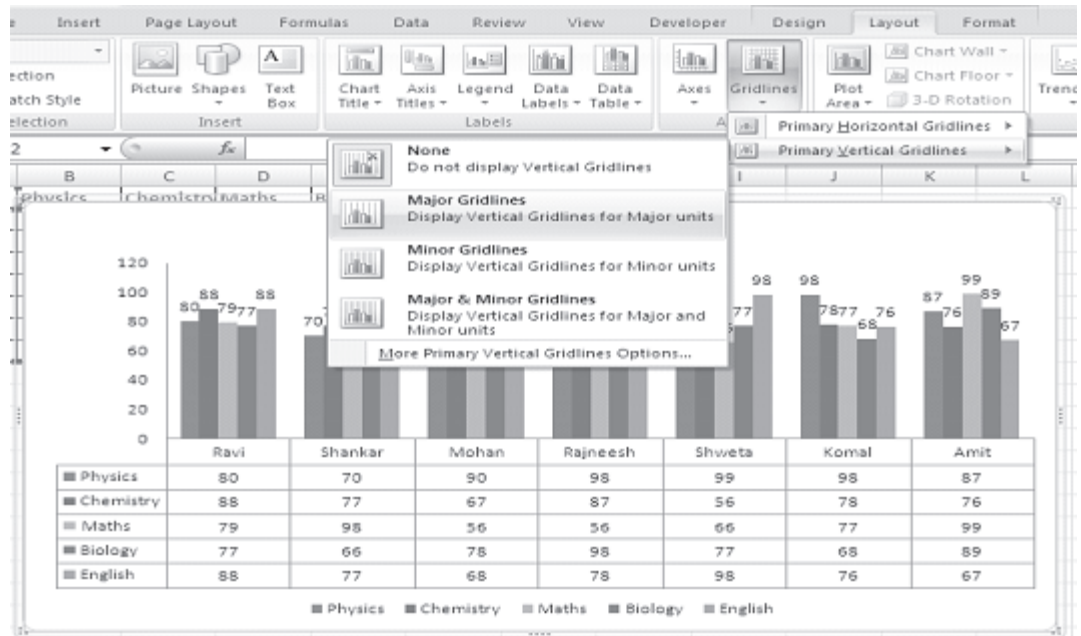 Insert Page Layout Formulas Data Review View Developer Design Layout Format
ection
atch Style
election
Picture Shapes Text Box
Insert
Chart Title Axis Titles Legend Data Labels Data Table
Labels
Axes Gridlines
A
Plot Area
Chart Wall
Chart Floor
3-D Rotation
Trenc
Primary Horizontal Gridlines
Primary Vertical Gridlines
2 fx
None
Do not display Vertical Gridlines
Major Gridlines
Display Vertical Gridlines for Major units
Minor Gridlines
Display Vertical Gridlines for Minor units
Major & Minor Gridlines
Display Vertical Gridlines for Major and
Minor units
More Primary Vertical Gridlines Options...
B C D I J K L
Physics Chemistr Maths B
120
100
80
60
40
20
0
80 88 79 77 88
70
77 98
98 78 77 68 76
87 76 99 89 67
Ravi Shankar Mohan Rajneesh Shweta Komal Amit
Physics 80 70 90 98 99 98 87
Chemistry 88 77 67 87 56 78 76
Maths 79 98 56 56 66 77 99
Biology 77 66 78 98 77 68 89
English 88 77 68 78 98 76 67
Physics Chemistry Maths Biology English